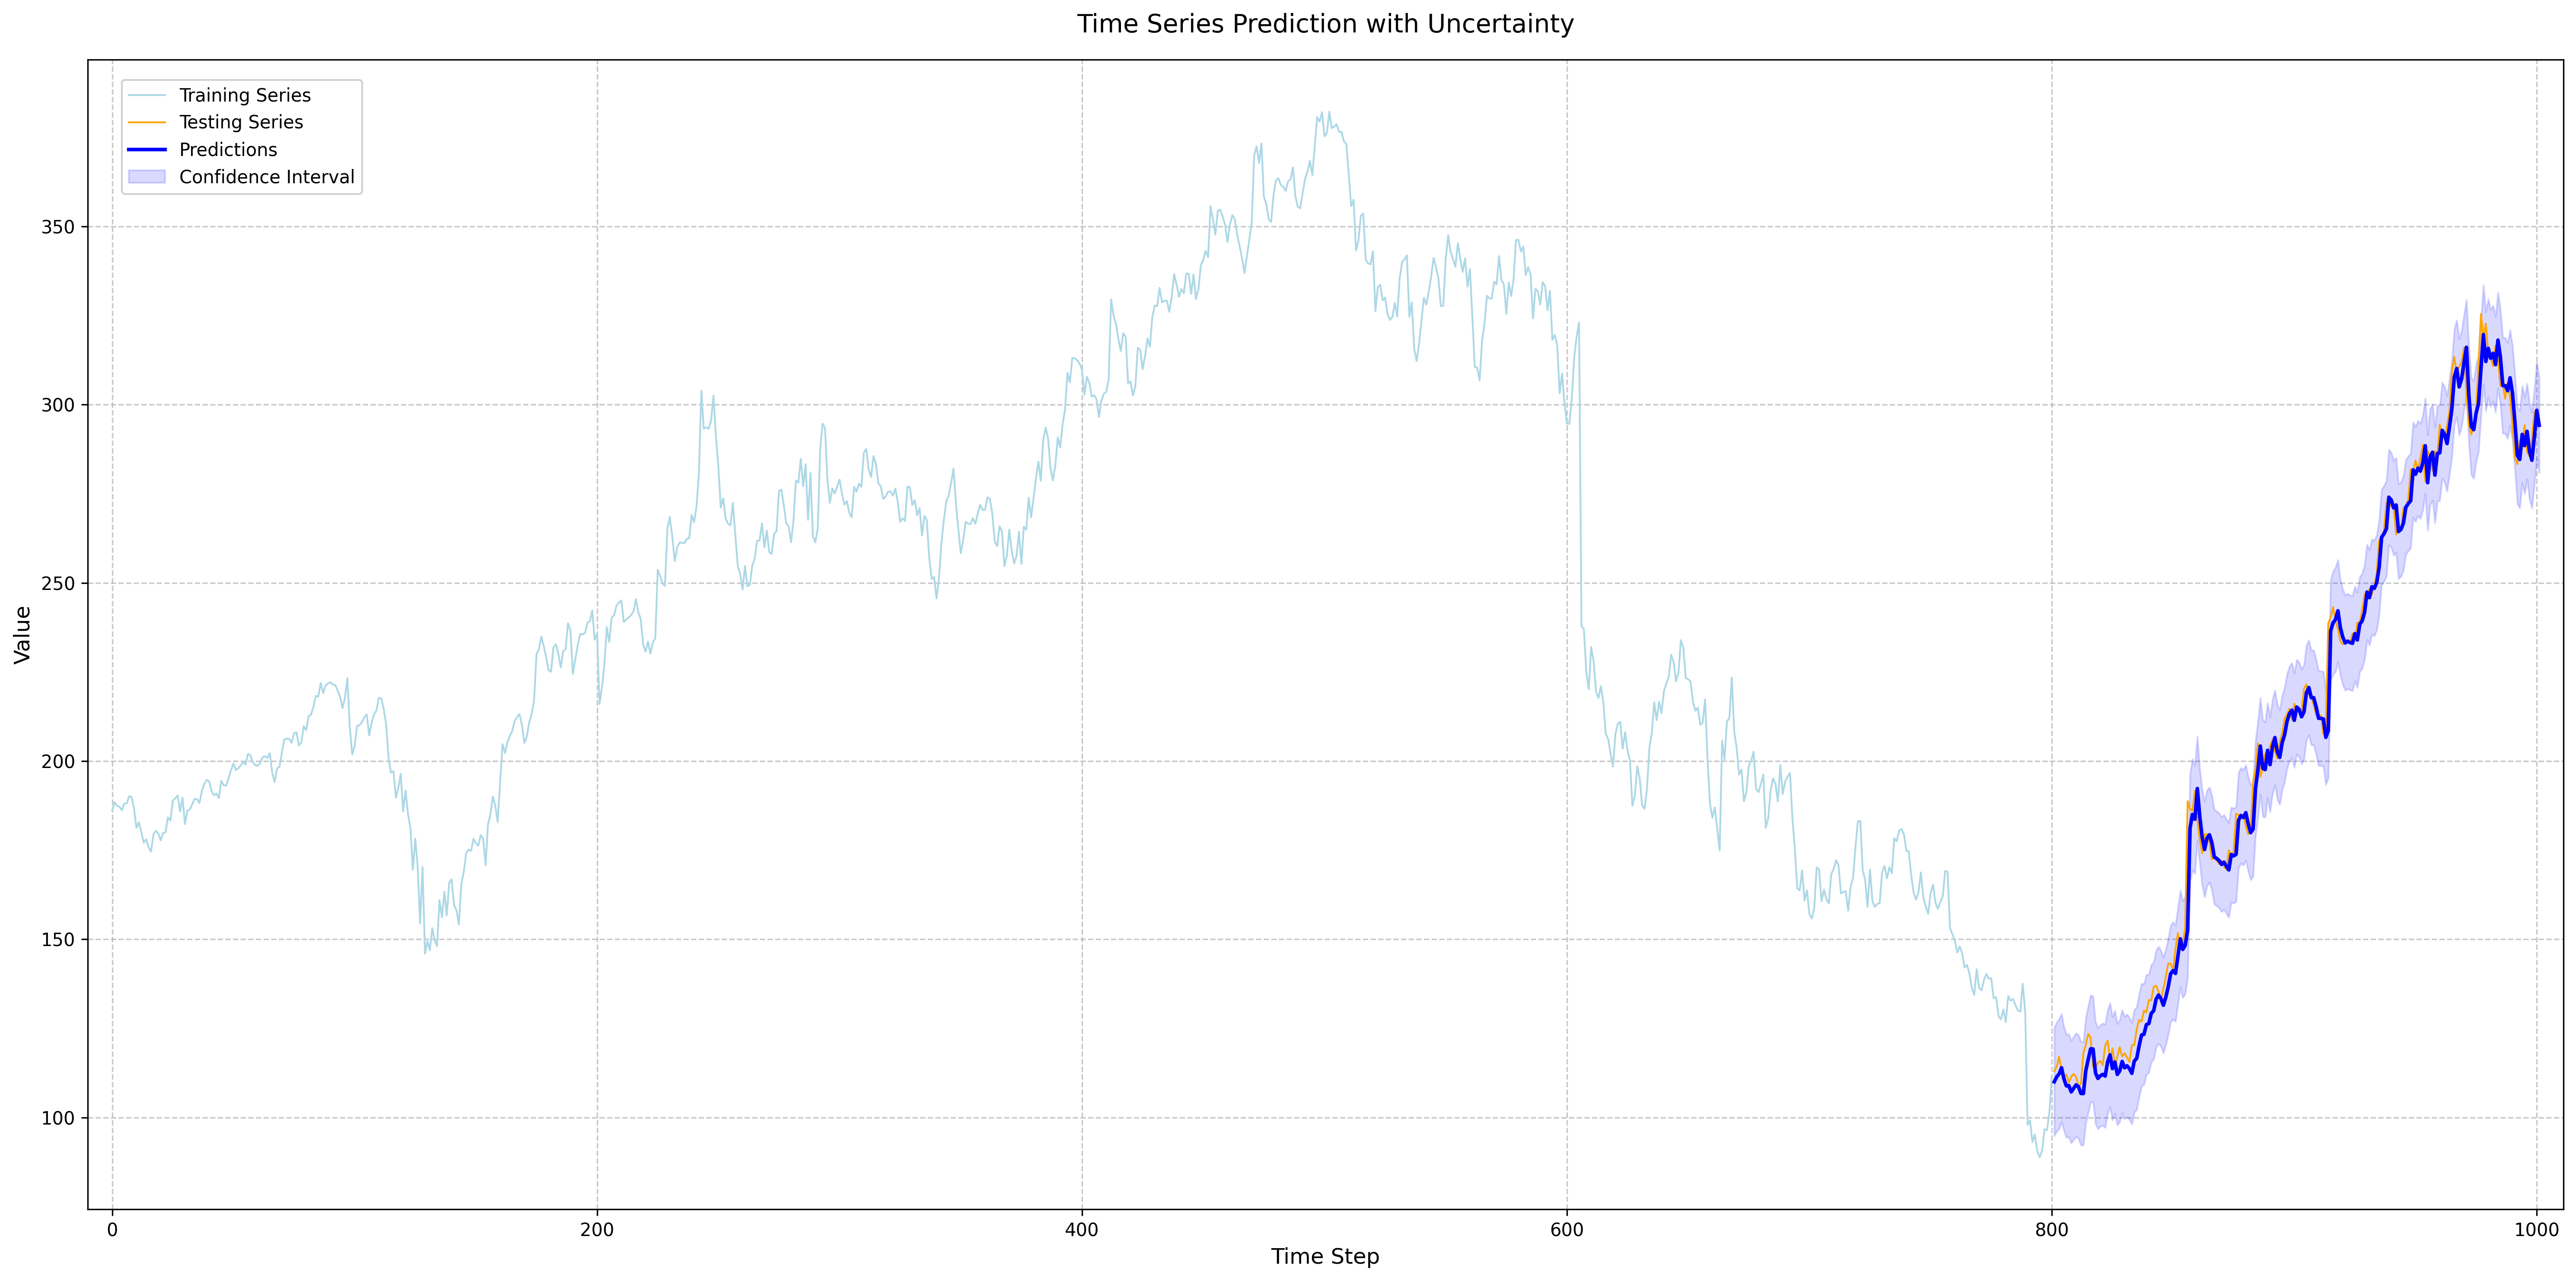 Time Series Prediction with Uncertainty
Training Series
Testing Series
Predictions
Confidence Interval
350
300
250
200
150
100
Value
0 200 400 600 800 1000
Time Step